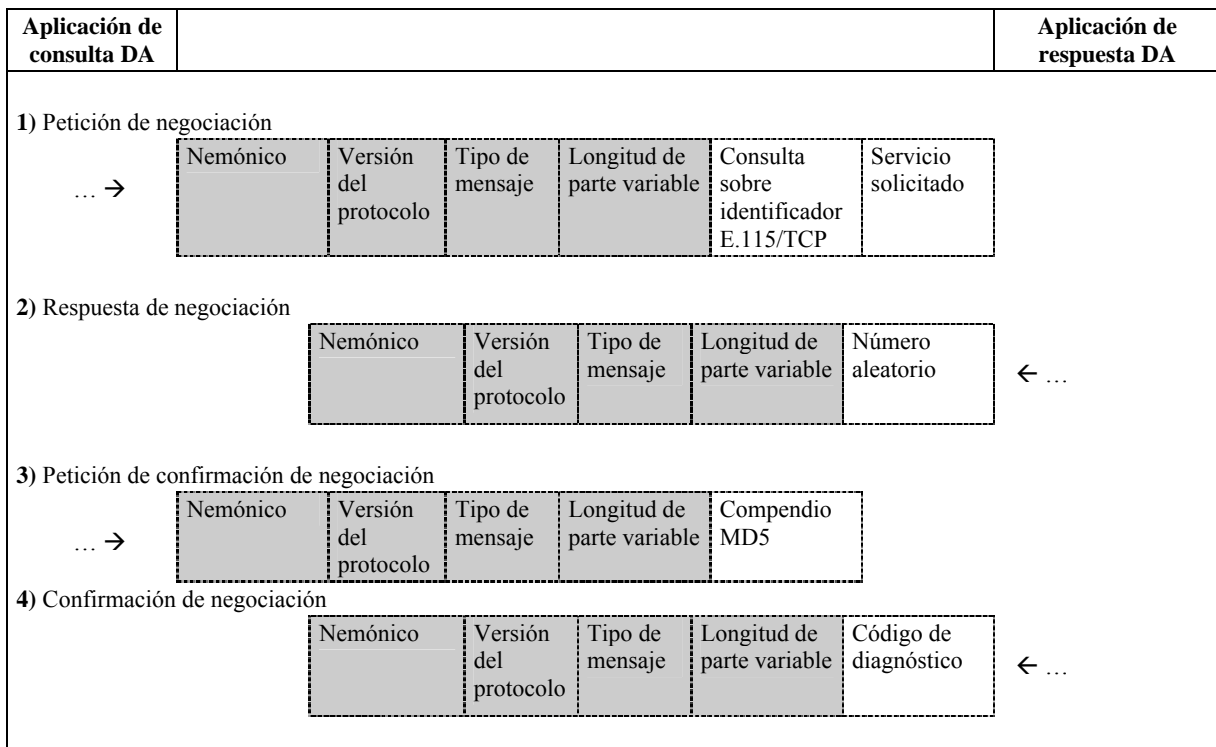 Aplicación de
consulta DA
Aplicación de
respuesta DA
1) Petición de negociación
… →
Nemónico
Versión
del
protocolo
Tipo de
mensaje
Longitud de
parte variable
Consulta
sobre
identificador
E.115/TCP
Servicio
solicitado
2) Respuesta de negociación
Nemónico
Versión
del
protocolo
Tipo de
mensaje
Longitud de
parte variable
Número
aleatorio
← …
3) Petición de confirmación de negociación
… →
Nemónico
Versión
del
protocolo
Tipo de
mensaje
Longitud de
parte variable
Compendio
MD5
4) Confirmación de negociación
Nemónico
Versión
del
protocolo
Tipo de
mensaje
Longitud de
parte variable
Código de
diagnóstico
← …